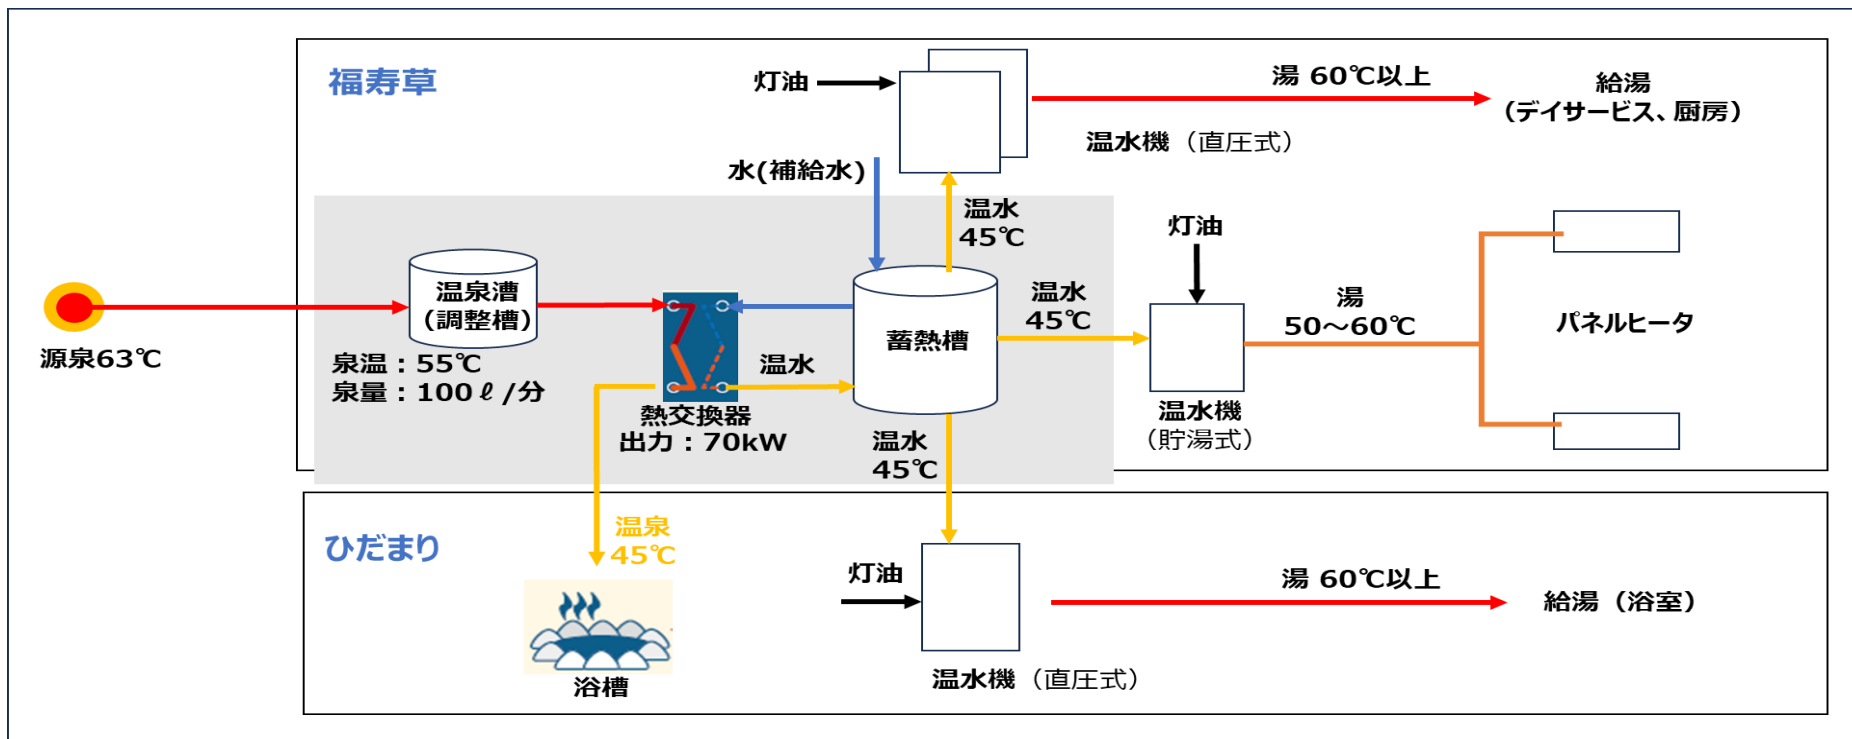 福寿草
灯油
湯 60℃以上
給湯
(デイサービス、厨房)
温水機（直圧式）
水(補給水)
温水
45℃
灯油
源泉63℃
温泉漕
(調整槽)
泉温：55℃
泉量：100ℓ/分
熱交換器
出力：70kW
温水
蓄熱槽
温水
45℃
温水機
（貯湯式）
湯
50～60℃
パネルヒータ
温水
45℃
ひだまり
温泉
45℃
浴槽
灯油
温水機（直圧式）
湯 60℃以上
給湯（浴室）